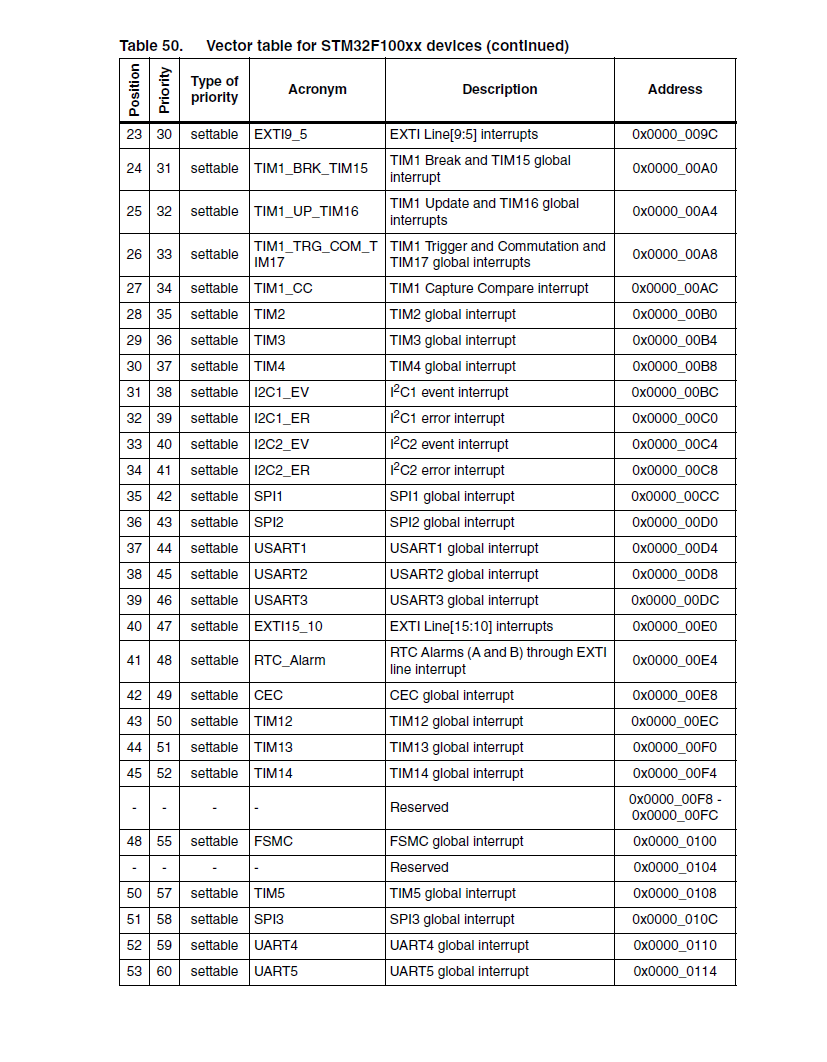 Table 50. Vector table for STM32F100xx devices (continued)
Position Priority Type of priority Acronym Description Address
23 30 settable EXTI9_5 EXTI Line[9:5] interrupts 0x0000_009C
24 31 settable TIM1_BRK_TIM15 TIM1 Break and TIM15 global
interrupt 0x0000_00A0
25 32 settable TIM1_UP_TIM16 TIM1 Update and TIM16 global
interrupts 0x0000_00A4
26 33 settable TIM1_TRG_COM_T
IM17 TIM1 Trigger and Commutation and
TIM17 global interrupts 0x0000_00A8
27 34 settable TIM1_CC TIM1 Capture Compare interrupt 0x0000_00AC
28 35 settable TIM2 TIM2 global interrupt 0x0000_00B0
29 36 settable TIM3 TIM3 global interrupt 0x0000_00B4
30 37 settable TIM4 TIM4 global interrupt 0x0000_00B8
31 38 settable I2C1_EV I²C1 event interrupt 0x0000_00BC
32 39 settable I2C1_ER I²C1 error interrupt 0x0000_00C0
33 40 settable I2C2_EV I²C2 event interrupt 0x0000_00C4
34 41 settable I2C2_ER I²C2 error interrupt 0x0000_00C8
35 42 settable SPI1 SPI1 global interrupt 0x0000_00CC
36 43 settable SPI2 SPI2 global interrupt 0x0000_00D0
37 44 settable USART1 USART1 global interrupt 0x0000_00D4
38 45 settable USART2 USART2 global interrupt 0x0000_00D8
39 46 settable USART3 USART3 global interrupt 0x0000_00DC
40 47 settable EXTI15_10 EXTI Line[15:10] interrupts 0x0000_00E0
41 48 settable RTC_Alarm RTC Alarms (A and B) through EXTI
line interrupt 0x0000_00E4
42 49 settable CEC CEC global interrupt 0x0000_00E8
43 50 settable TIM12 TIM12 global interrupt 0x0000_00EC
44 51 settable TIM13 TIM13 global interrupt 0x0000_00F0
45 52 settable TIM14 TIM14 global interrupt 0x0000_00F4
- - - - Reserved 0x0000_00F8 -
0x0000_00FC
48 55 settable FSMC FSMC global interrupt 0x0000_0100
- - - - Reserved 0x0000_0104
50 57 settable TIM5 TIM5 global interrupt 0x0000_0108
51 58 settable SPI3 SPI3 global interrupt 0x0000_010C
52 59 settable UART4 UART4 global interrupt 0x0000_0110
53 60 settable UART5 UART5 global interrupt 0x0000_0114